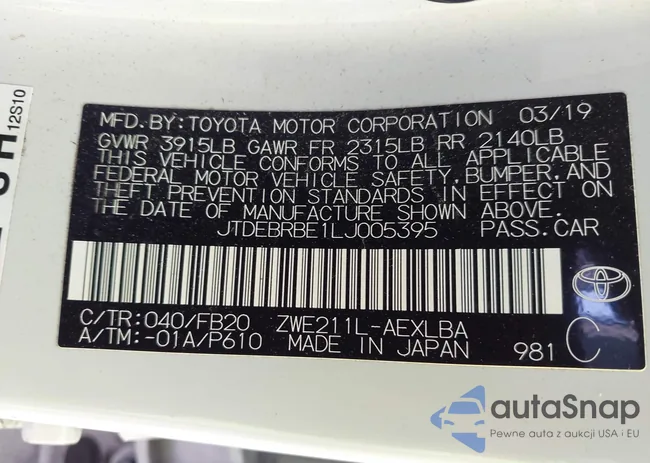 12S10
MFD.BY:TOYOTA MOTOR CORPORATION 03/19
GVWR 3915LB GAWR FR 2315LB RR 2140LB
THIS VEHICLE CONFORMS TO ALL APPLICABLE
FEDERAL MOTOR VEHICLE SAFETY,BUMPER,AND
THEFT PREVENTION STANDARDS IN EFFECT ON
THE DATE OF MANUFACTURE SHOWN ABOVE.
JTDEBRBE1LJ005395 PASS.CAR
C/TR:040/FB20 ZWE211L-AEXLBA
A/TM:-01A/P610 MADE IN JAPAN 981 C
autaSnap
Pewne auta z aukcji USA i EU